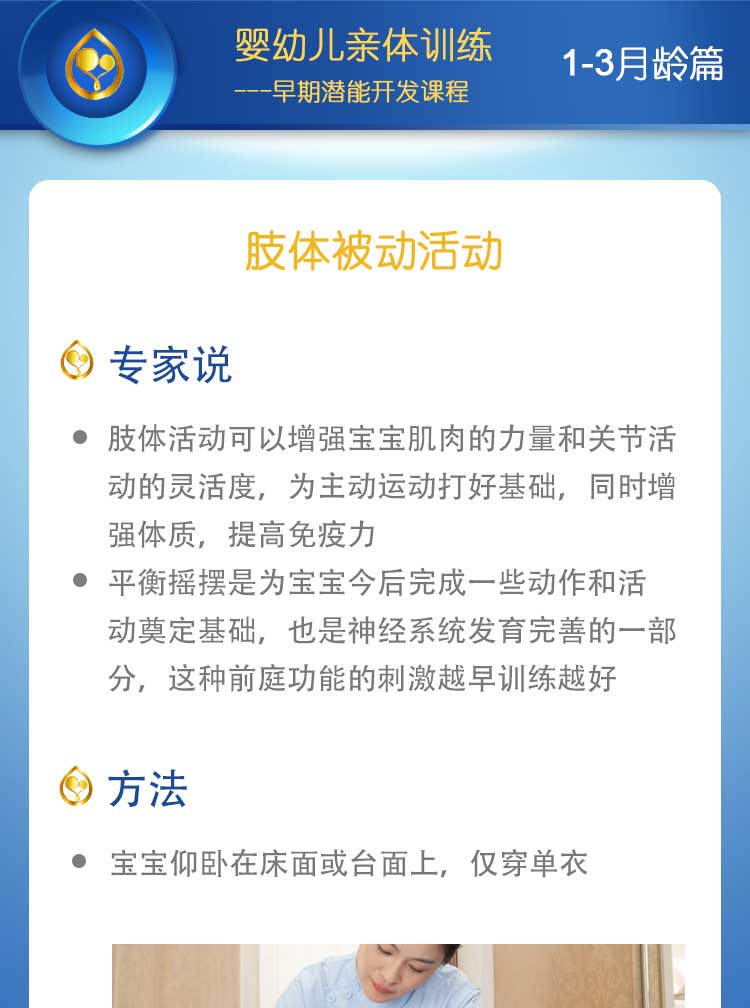 婴幼儿亲体训练
---早期潜能开发课程
1-3月龄篇
肢体被动活动
专家说
肢体活动可以增强宝宝肌肉的力量和关节活
动的灵活度，为主动运动打好基础，同时增
强体质，提高免疫力
平衡摇摆是为宝宝今后完成一些动作和活
动奠定基础，也是神经系统发育完善的一部
分，这种前庭功能的刺激越早训练越好
方法
宝宝仰卧在床面或台面上，仅穿单衣